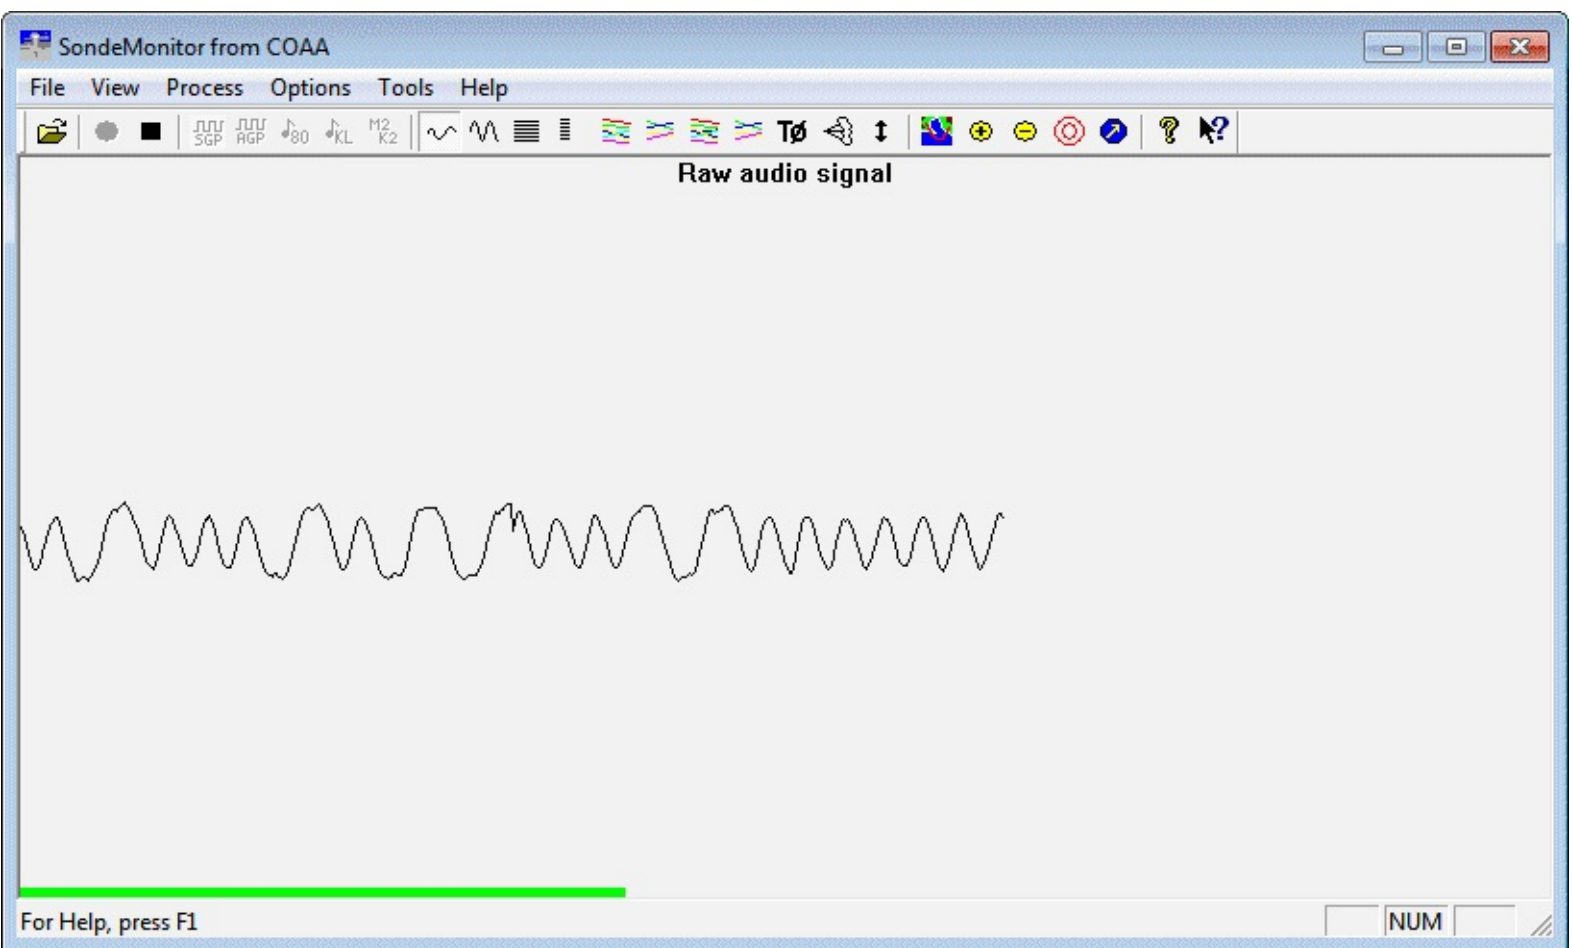 SondeMonitor from COAA
File View Process Options Tools Help
SGP AGP 80 KL M2 K2 TØ
Raw audio signal
For Help, press F1 NUM